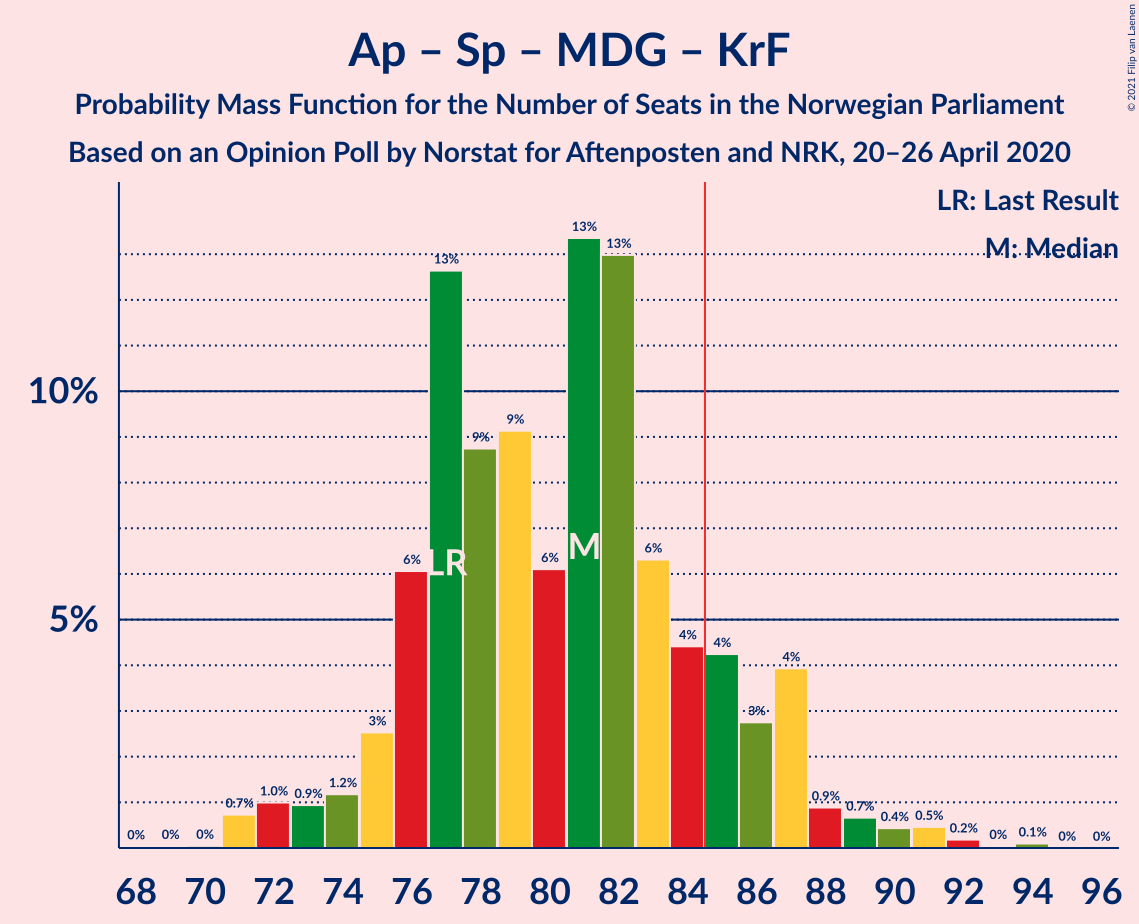 Ap – Sp – MDG – KrF
Probability Mass Function for the Number of Seats in the Norwegian Parliament
Based on an Opinion Poll by Norstat for Aftenposten and NRK, 20–26 April 2020
© 2021 Filip van Laenen
LR: Last Result
M: Median
10%
5%
0% 0% 0% 0.7% 1.0% 0.9% 1.2% 3% 6% 13% 9% 9% 6% 13% 13% 6% 4% 4% 3% 4% 0.9% 0.7% 0.4% 0.5% 0.2% 0% 0.1% 0% 0%
LR M
68 70 72 74 76 78 80 82 84 86 88 90 92 94 96